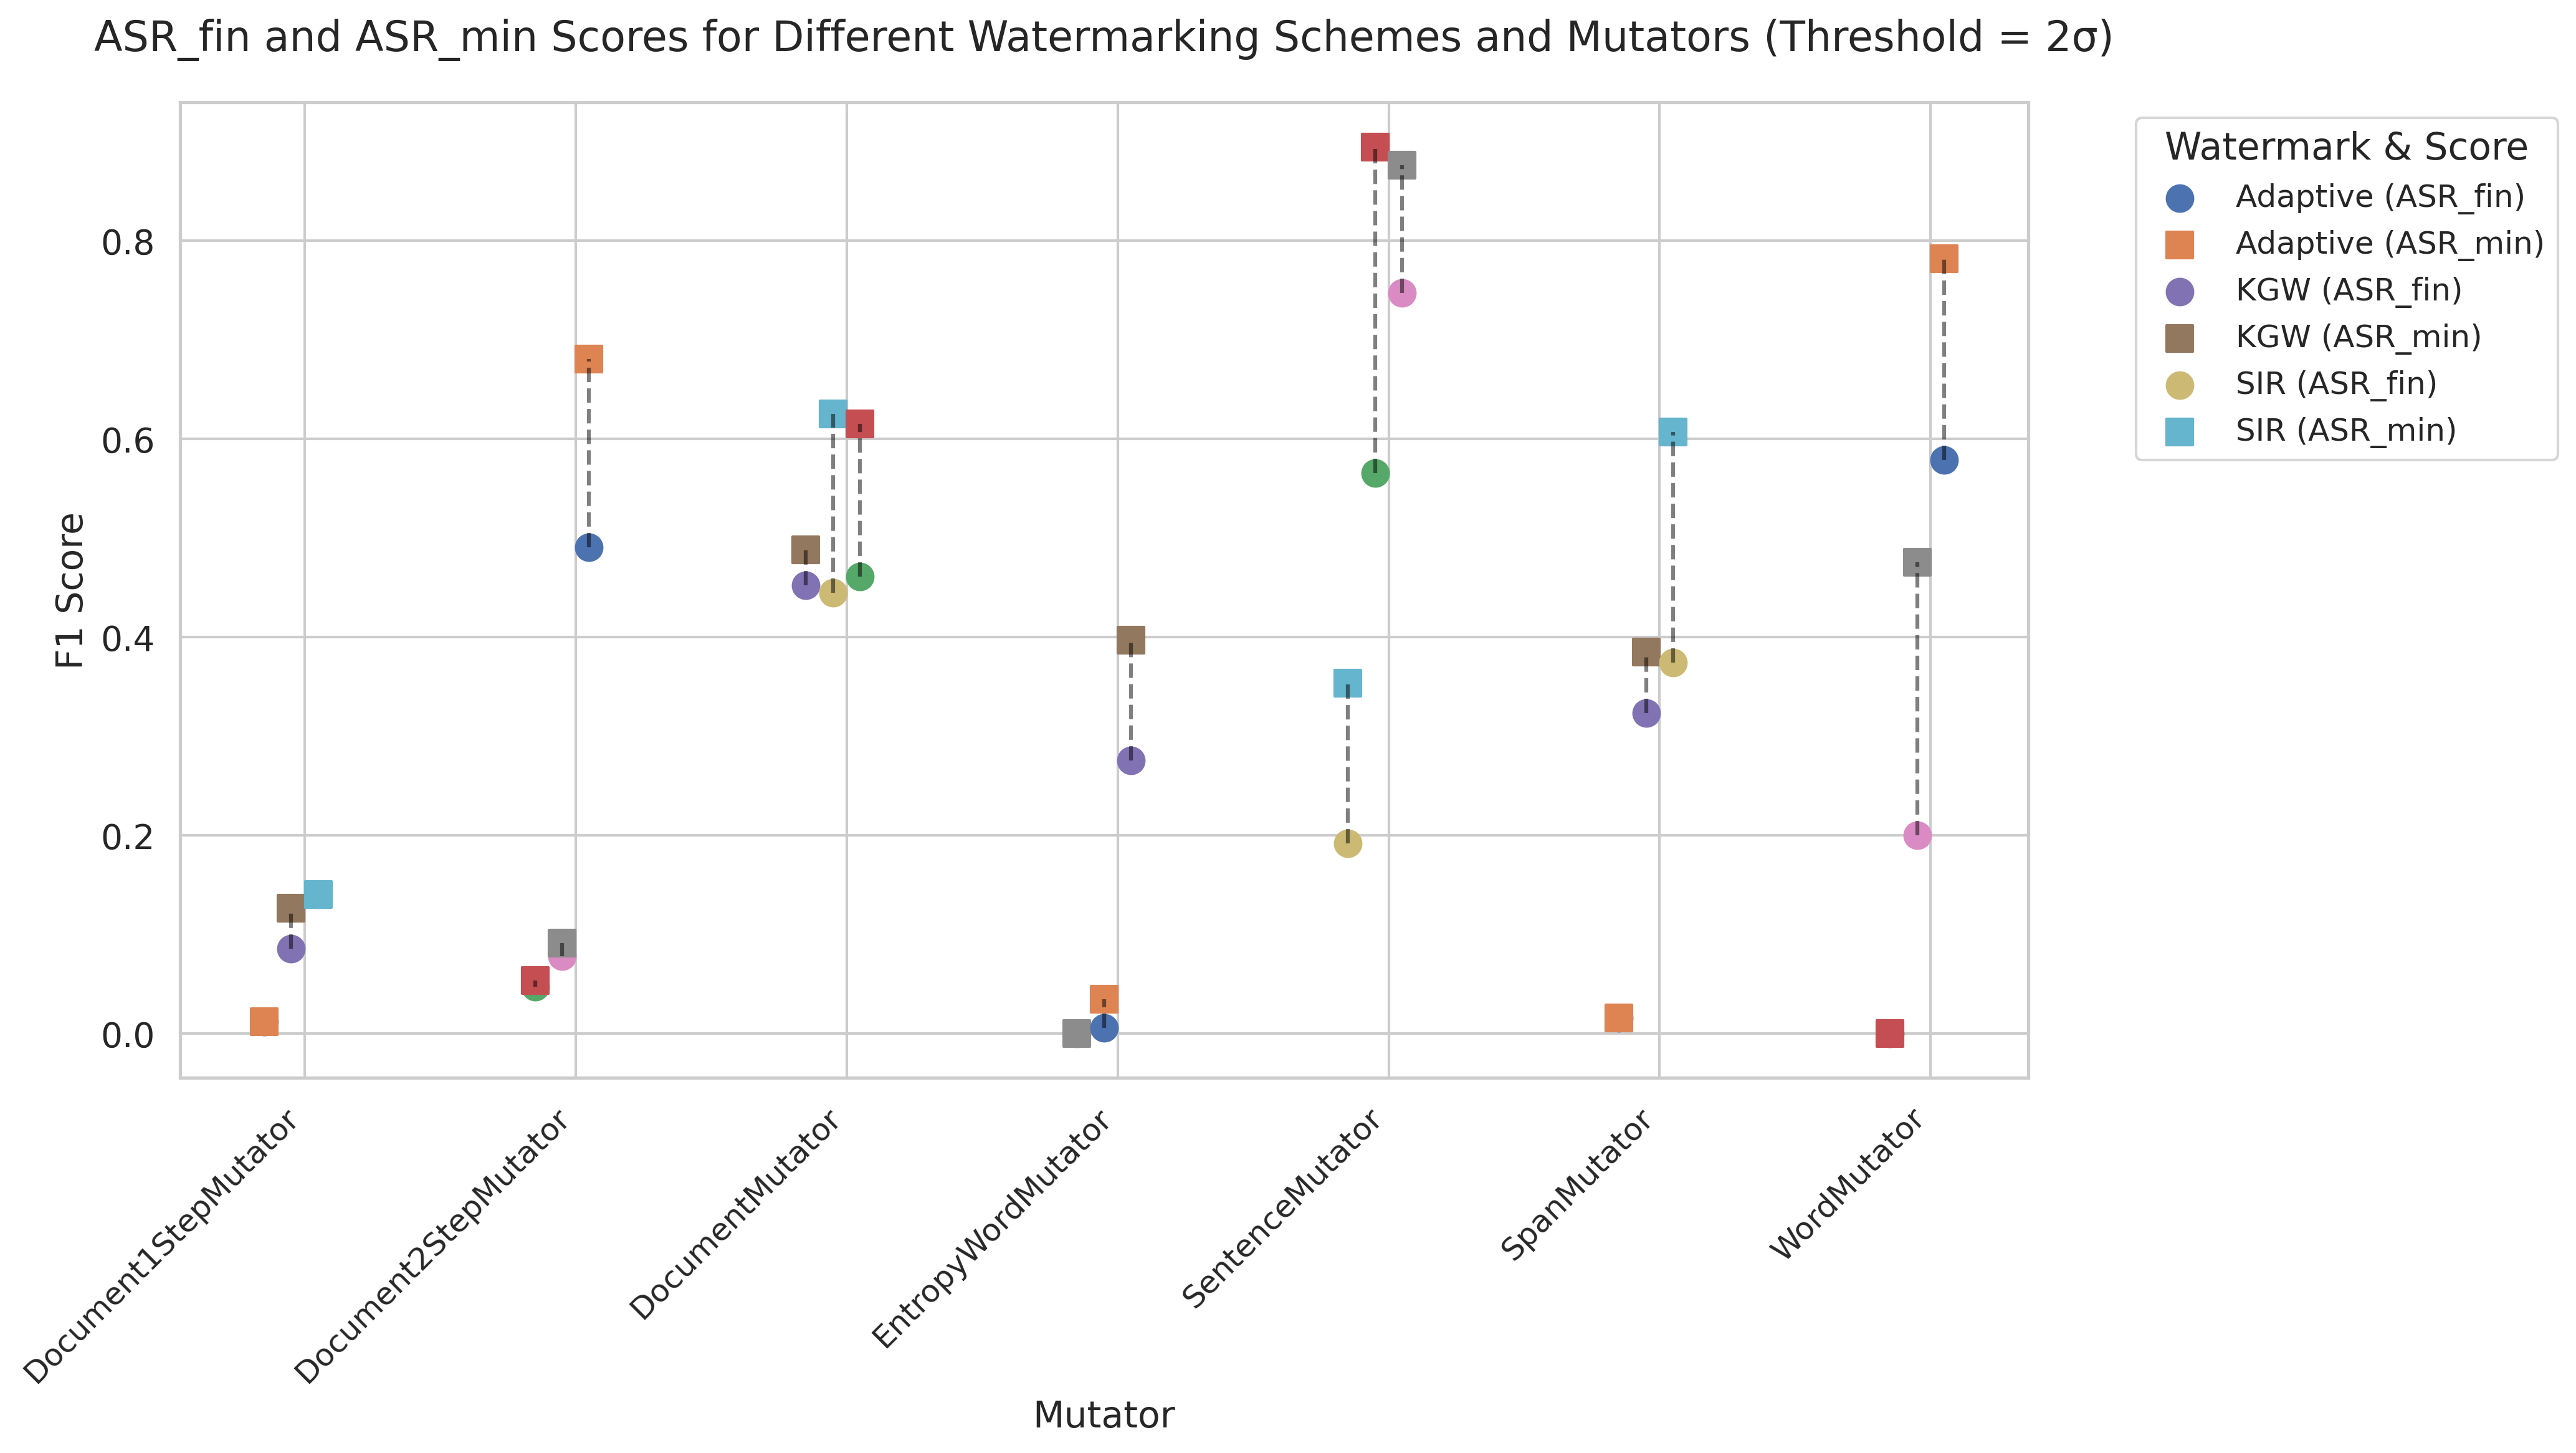 ASR_fin and ASR_min Scores for Different Watermarking Schemes and Mutators (Threshold = 2σ)
Watermark & Score
Adaptive (ASR_fin)
Adaptive (ASR_min)
KGW (ASR_fin)
KGW (ASR_min)
SIR (ASR_fin)
SIR (ASR_min)
F1 Score
0.8
0.6
0.4
0.2
0.0
Document1StepMutator
Document2StepMutator
DocumentMutator
EntropyWordMutator
SentenceMutator
SpanMutator
WordMutator
Mutator